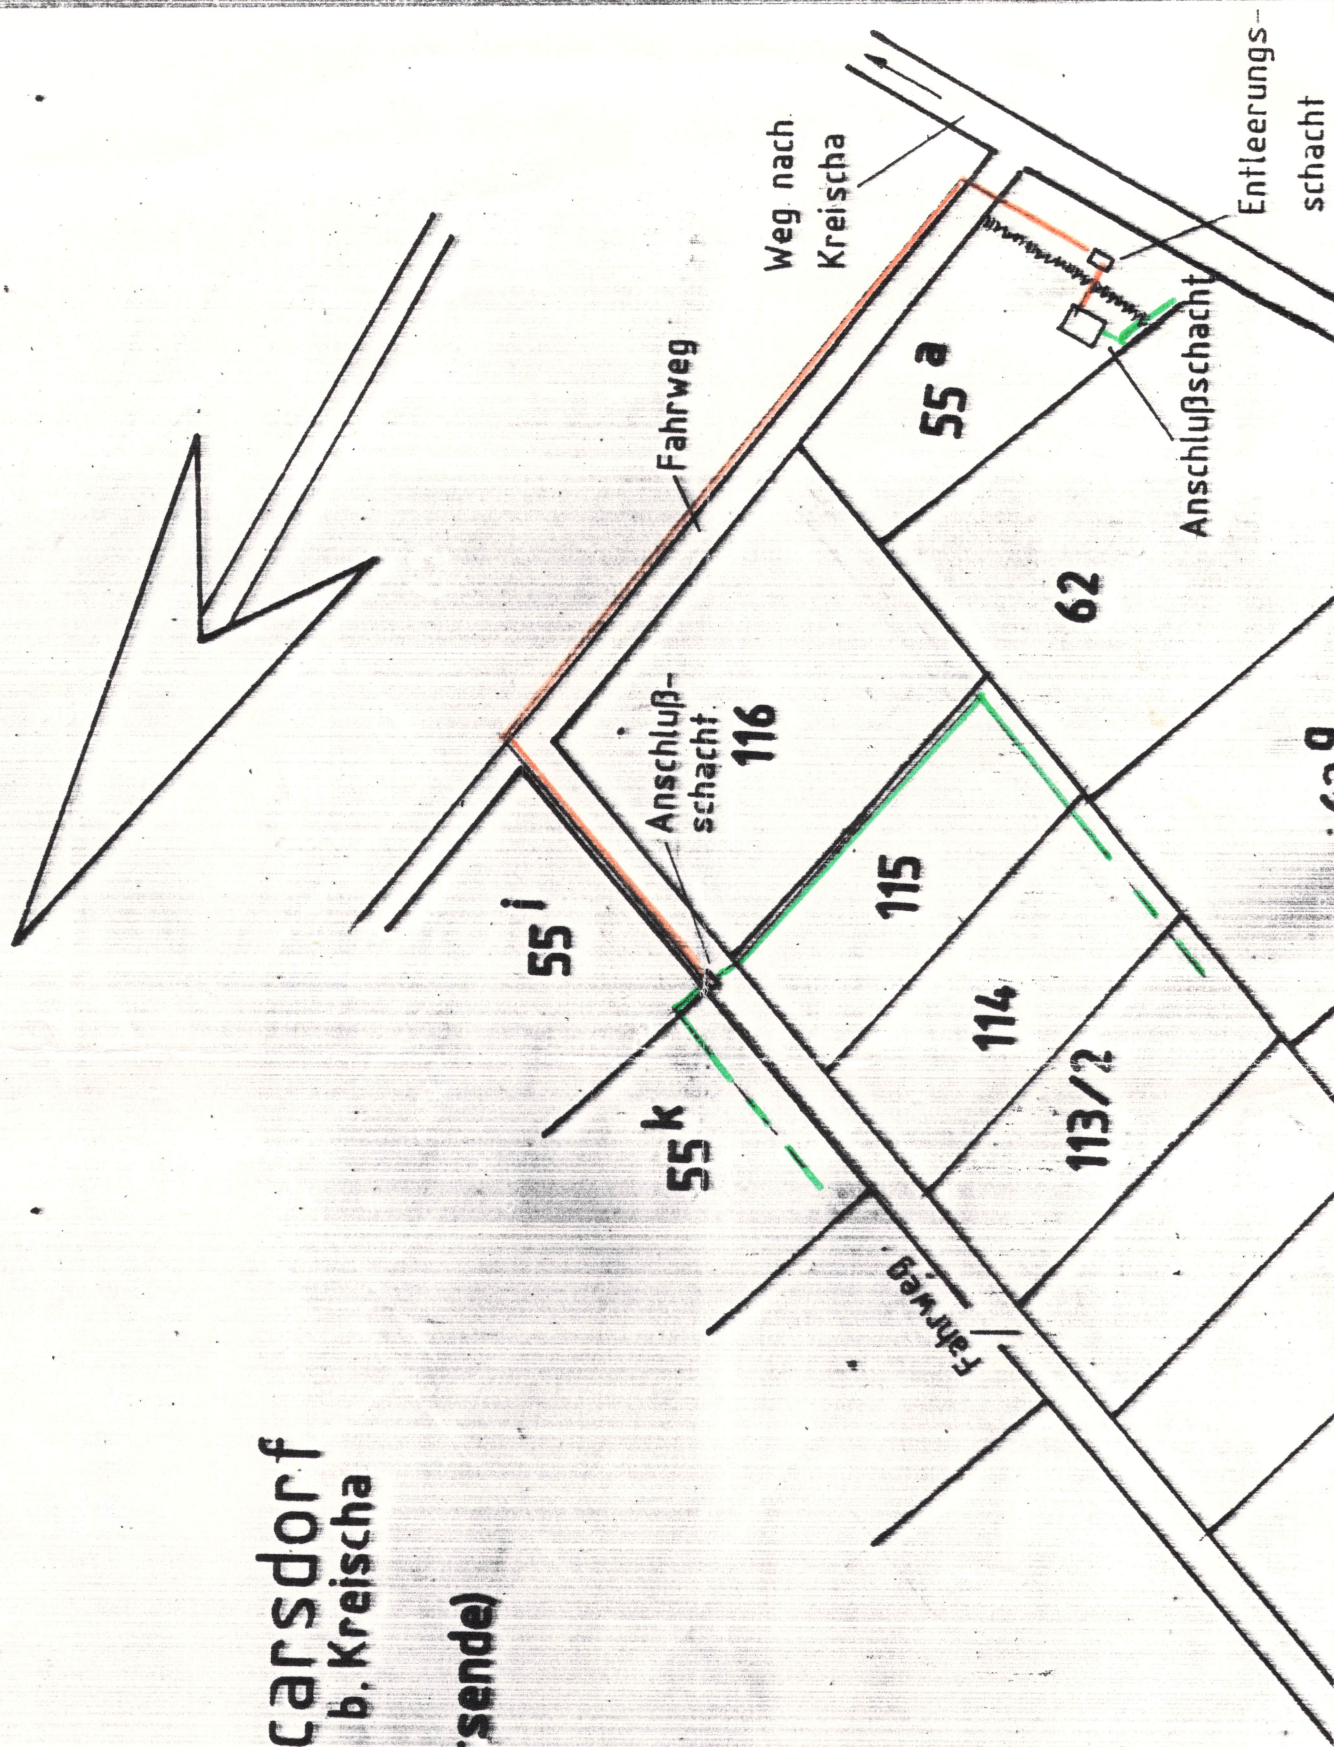 carsdorf
b. Kreischa
sende)
Weg nach
Kreischa
Entleerungs-
schacht
Fahrweg
55 a
Anschlußschacht
62
Anschluß-
schacht
116
55 i
115
55 k
114
113/2
Fahrweg